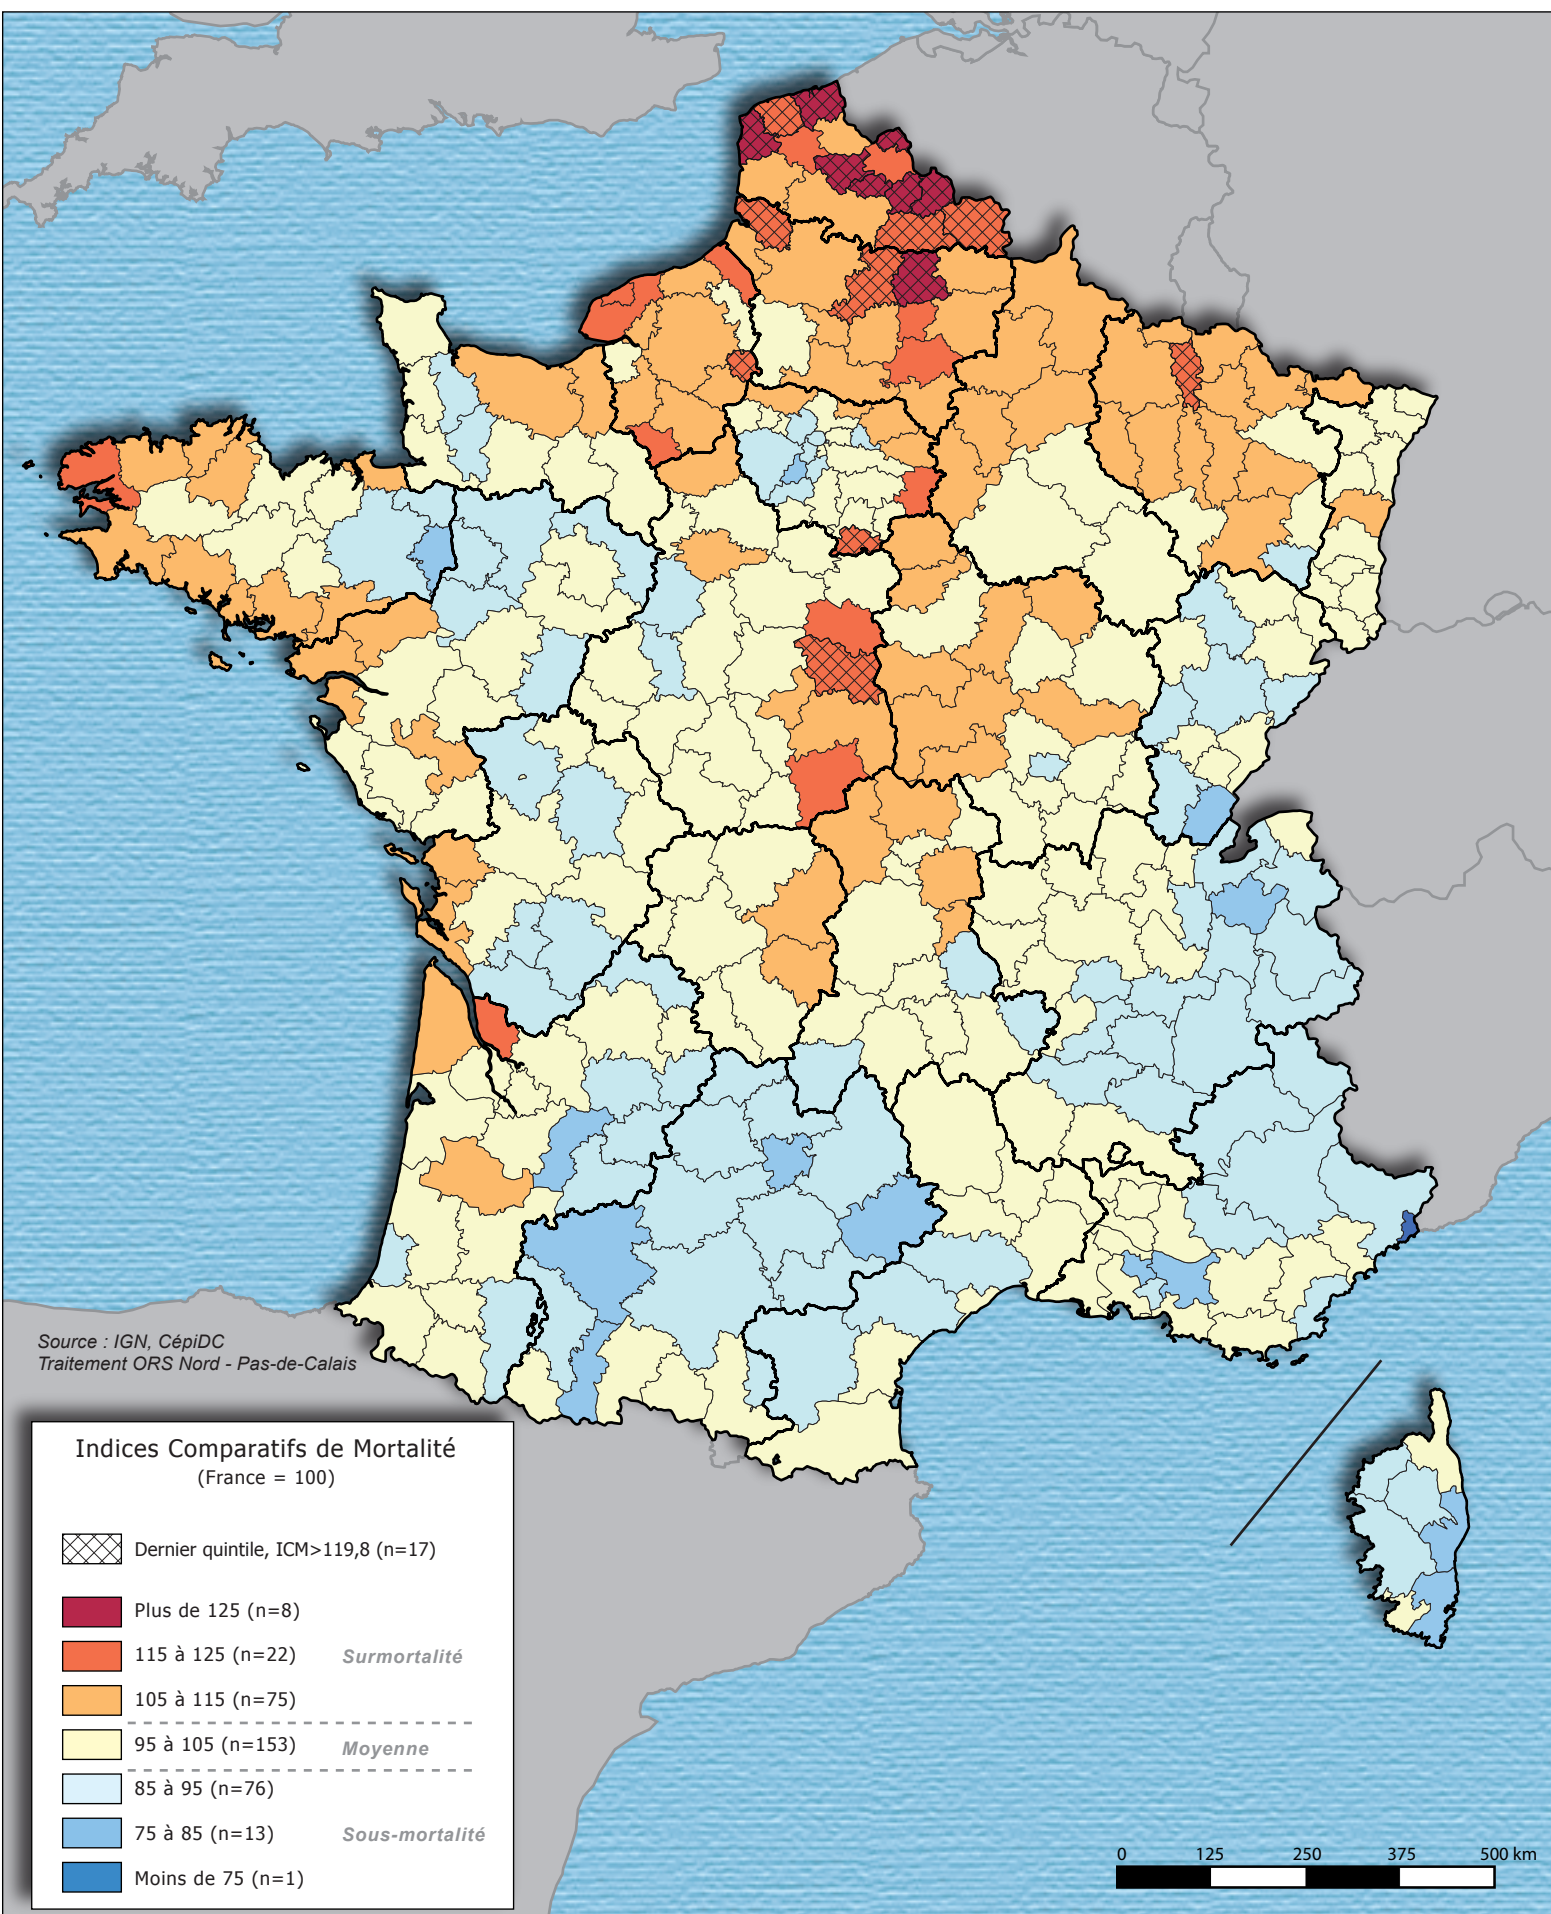 Source : IGN, CépiDC
Traitement ORS Nord - Pas-de-Calais
Indices Comparatifs de Mortalité
(France = 100)
Dernier quintile, ICM>119,8 (n=17)
Plus de 125 (n=8)
115 à 125 (n=22) Surmortalité
105 à 115 (n=75)
95 à 105 (n=153) Moyenne
85 à 95 (n=76)
75 à 85 (n=13) Sous-mortalité
Moins de 75 (n=1)
0 125 250 375 500 km